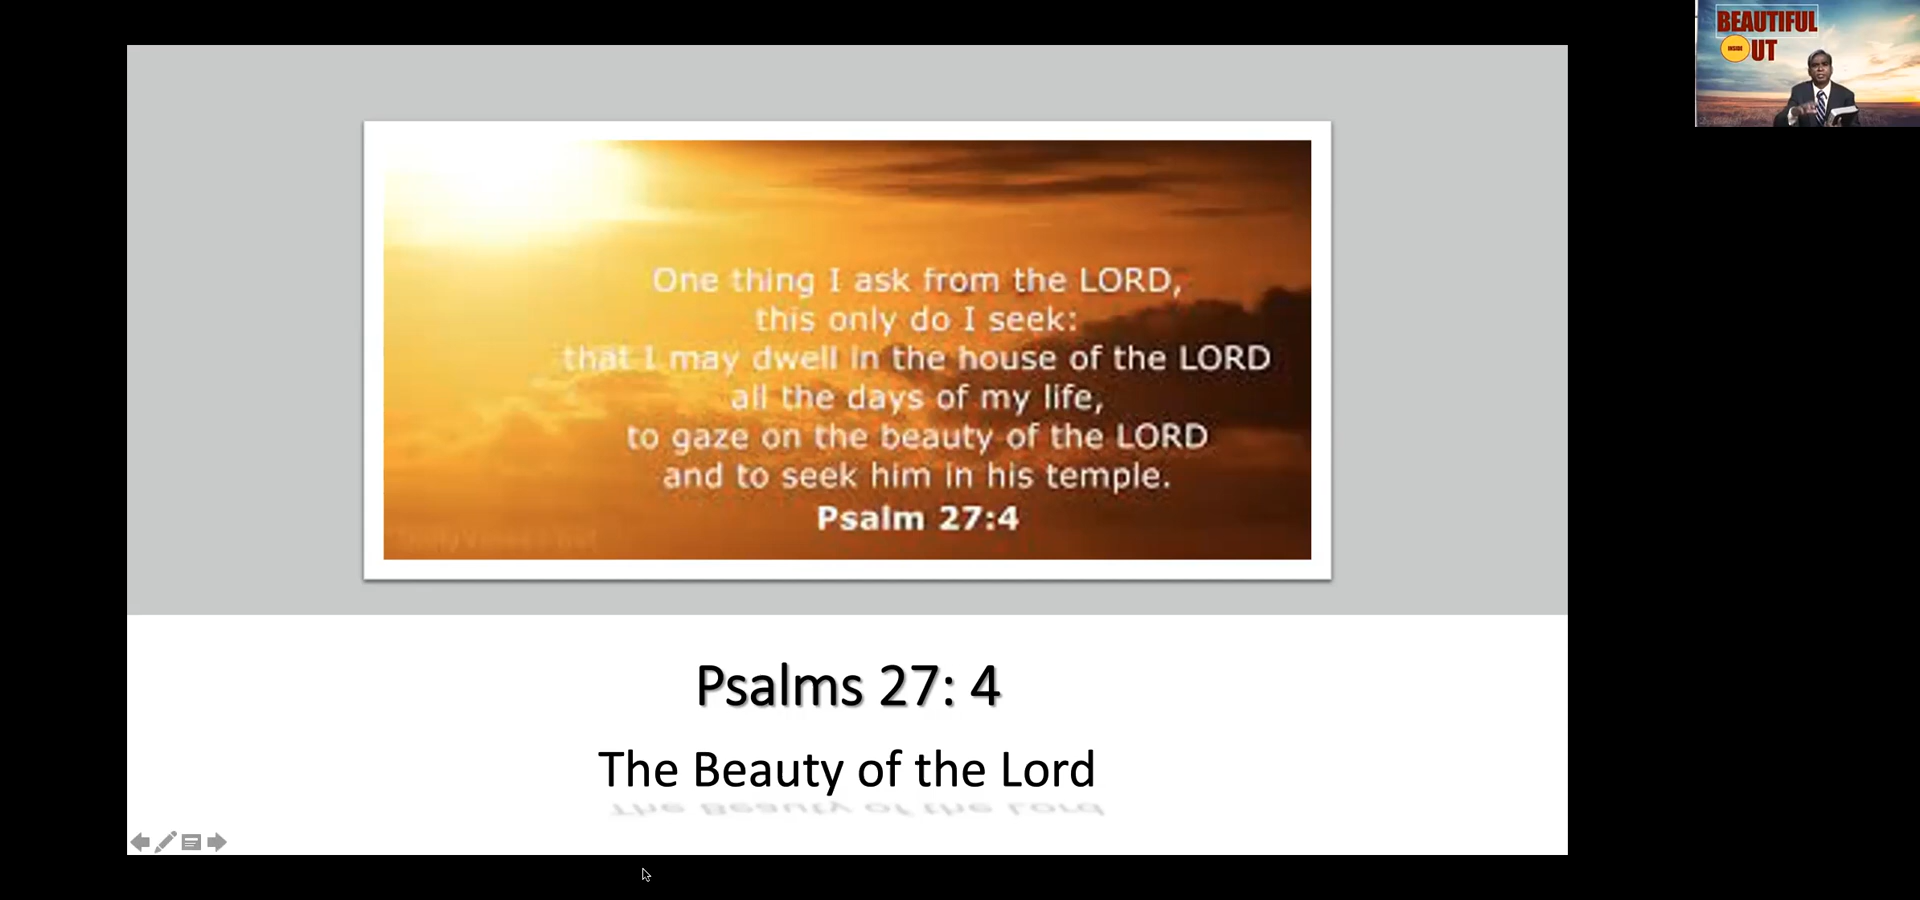 BEAUTIFUL
INSIDE
UT
One thing I ask from the LORD,
this only do I seek:
that I may dwell in the house of the LORD
all the days of my life,
to gaze on the beauty of the LORD
and to seek him in his temple.
Psalm 27:4
Psalms 27: 4
The Beauty of the Lord